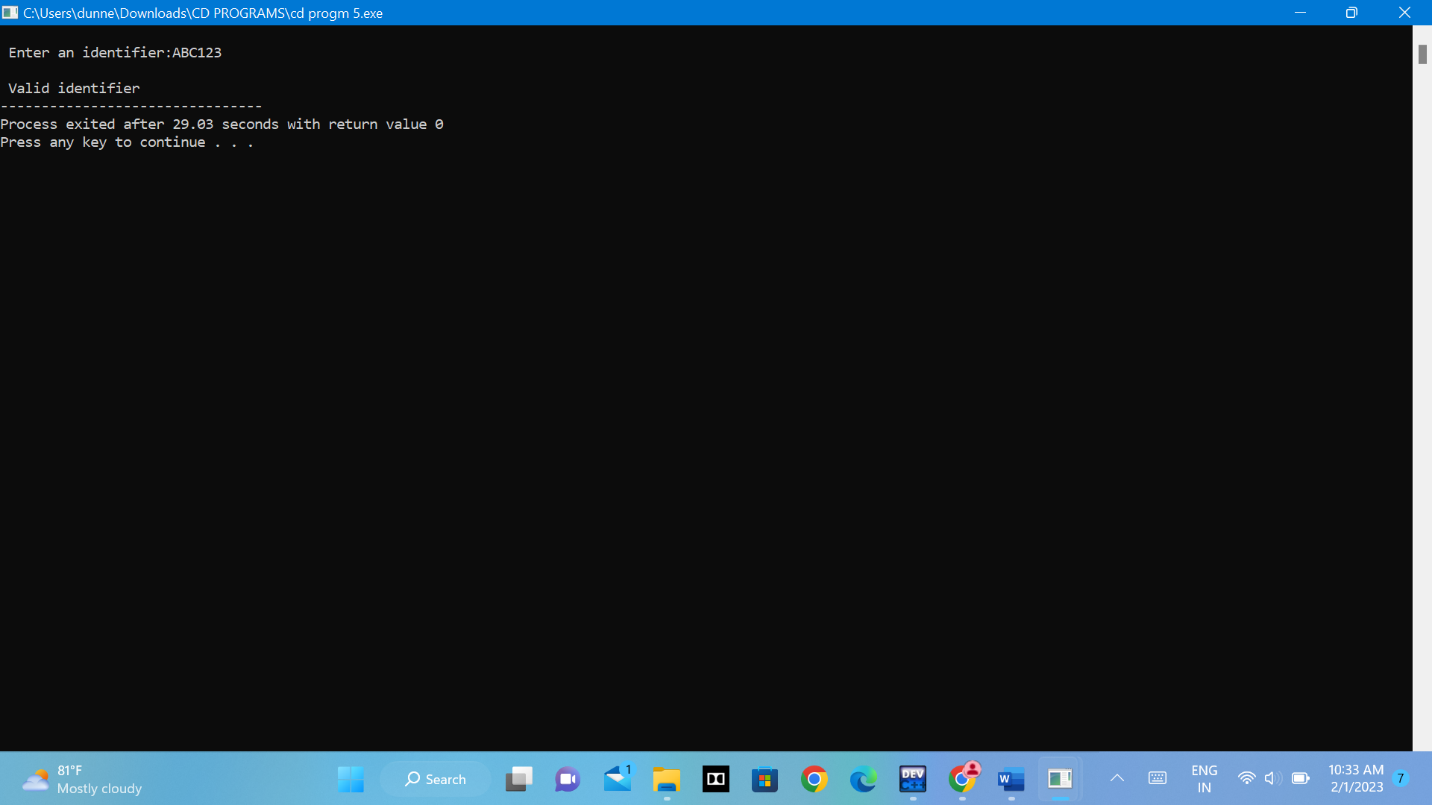 C:\Users\dunne\Downloads\CD PROGRAMS\cd progm 5.exe
Enter an identifier:ABC123
Valid identifier
--------------------------------
Process exited after 29.03 seconds with return value 0
Press any key to continue . . .
81°F
Mostly cloudy
Search
1
DEV
C++
W
ENG
IN
10:33 AM
2/1/2023
7